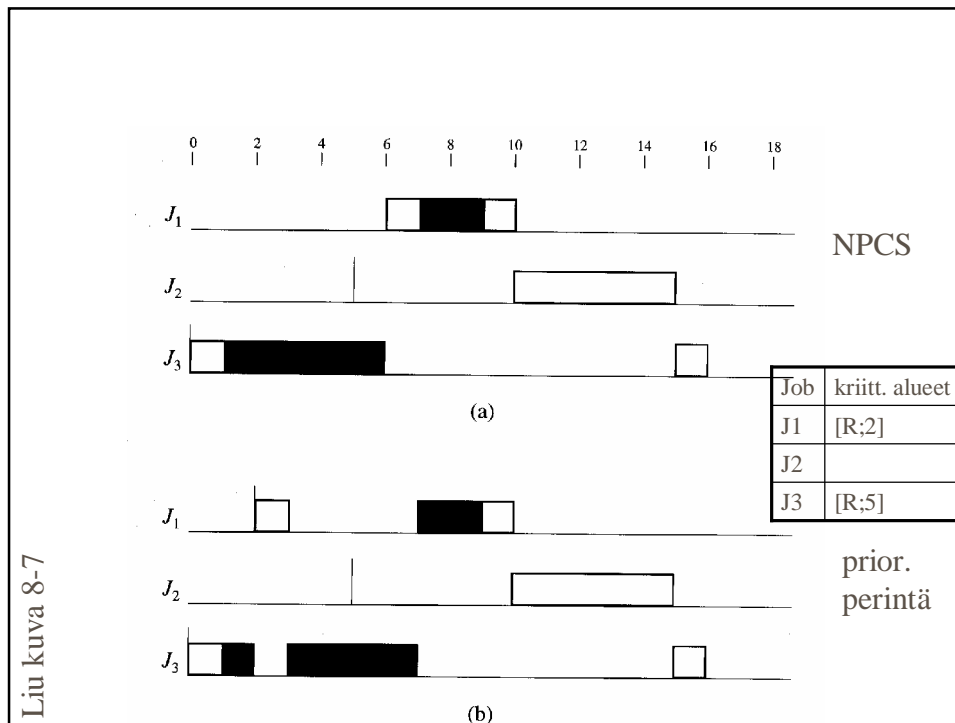 0 2 4 6 8 10 12 14 16 18
J1
NPCS
J2
J3
(a)
Job kriitt. alueet
J1 [R;2]
J2
J3 [R;5]
J1
prior.
perintä
J2
J3
(b)
Liu kuva 8-7